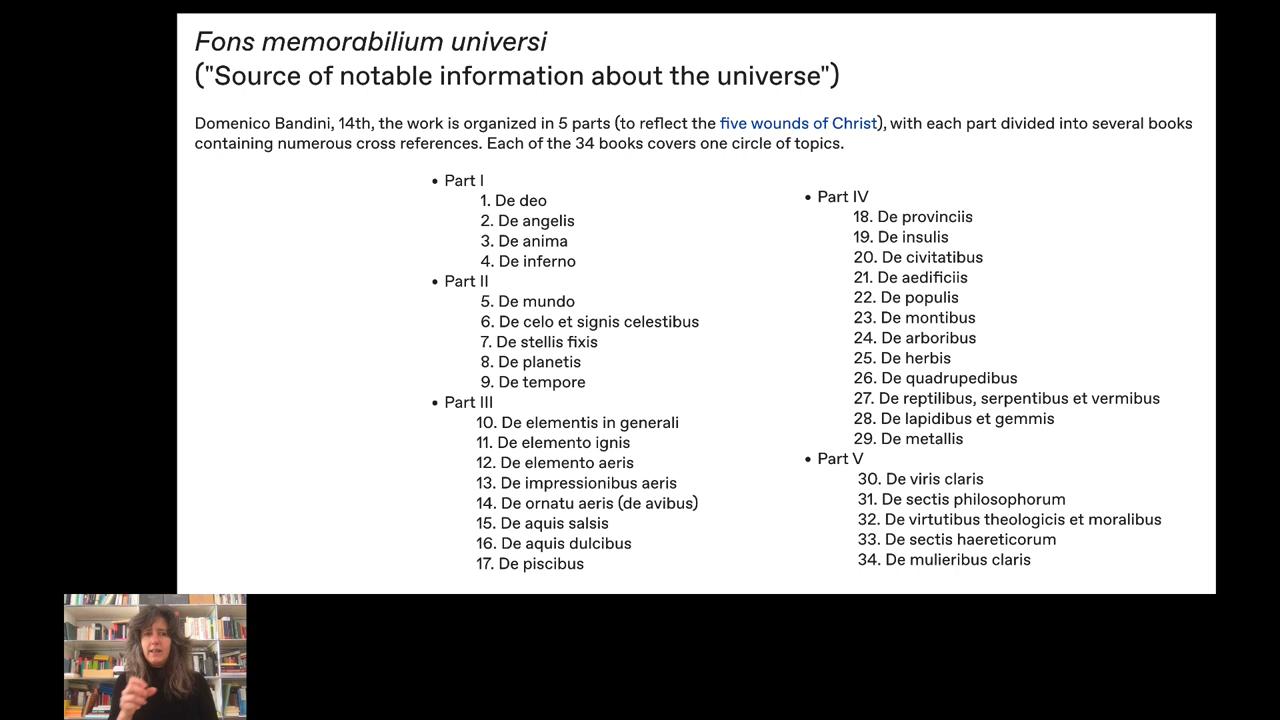 Fons memorabilium universi
("Source of notable information about the universe")
Domenico Bandini, 14th, the work is organized in 5 parts (to reflect the five wounds of Christ), with each part divided into several books
containing numerous cross references. Each of the 34 books covers one circle of topics.
• Part I
1. De deo
2. De angelis
3. De anima
4. De inferno
• Part II
5. De mundo
6. De celo et signis celestibus
7. De stellis fixis
8. De planetis
9. De tempore
• Part III
10. De elementis in generali
11. De elemento ignis
12. De elemento aeris
13. De impressionibus aeris
14. De ornatu aeris (de avibus)
15. De aquis salsis
16. De aquis dulcibus
17. De piscibus
• Part IV
18. De provinciis
19. De insulis
20. De civitatibus
21. De aedificiis
22. De populis
23. De montibus
24. De arboribus
25. De herbis
26. De quadrupedibus
27. De reptilibus, serpentibus et vermibus
28. De lapidibus et gemmis
29. De metallis
• Part V
30. De viris claris
31. De sectis philosophorum
32. De virtutibus theologicis et moralibus
33. De sectis haereticorum
34. De mulieribus claris